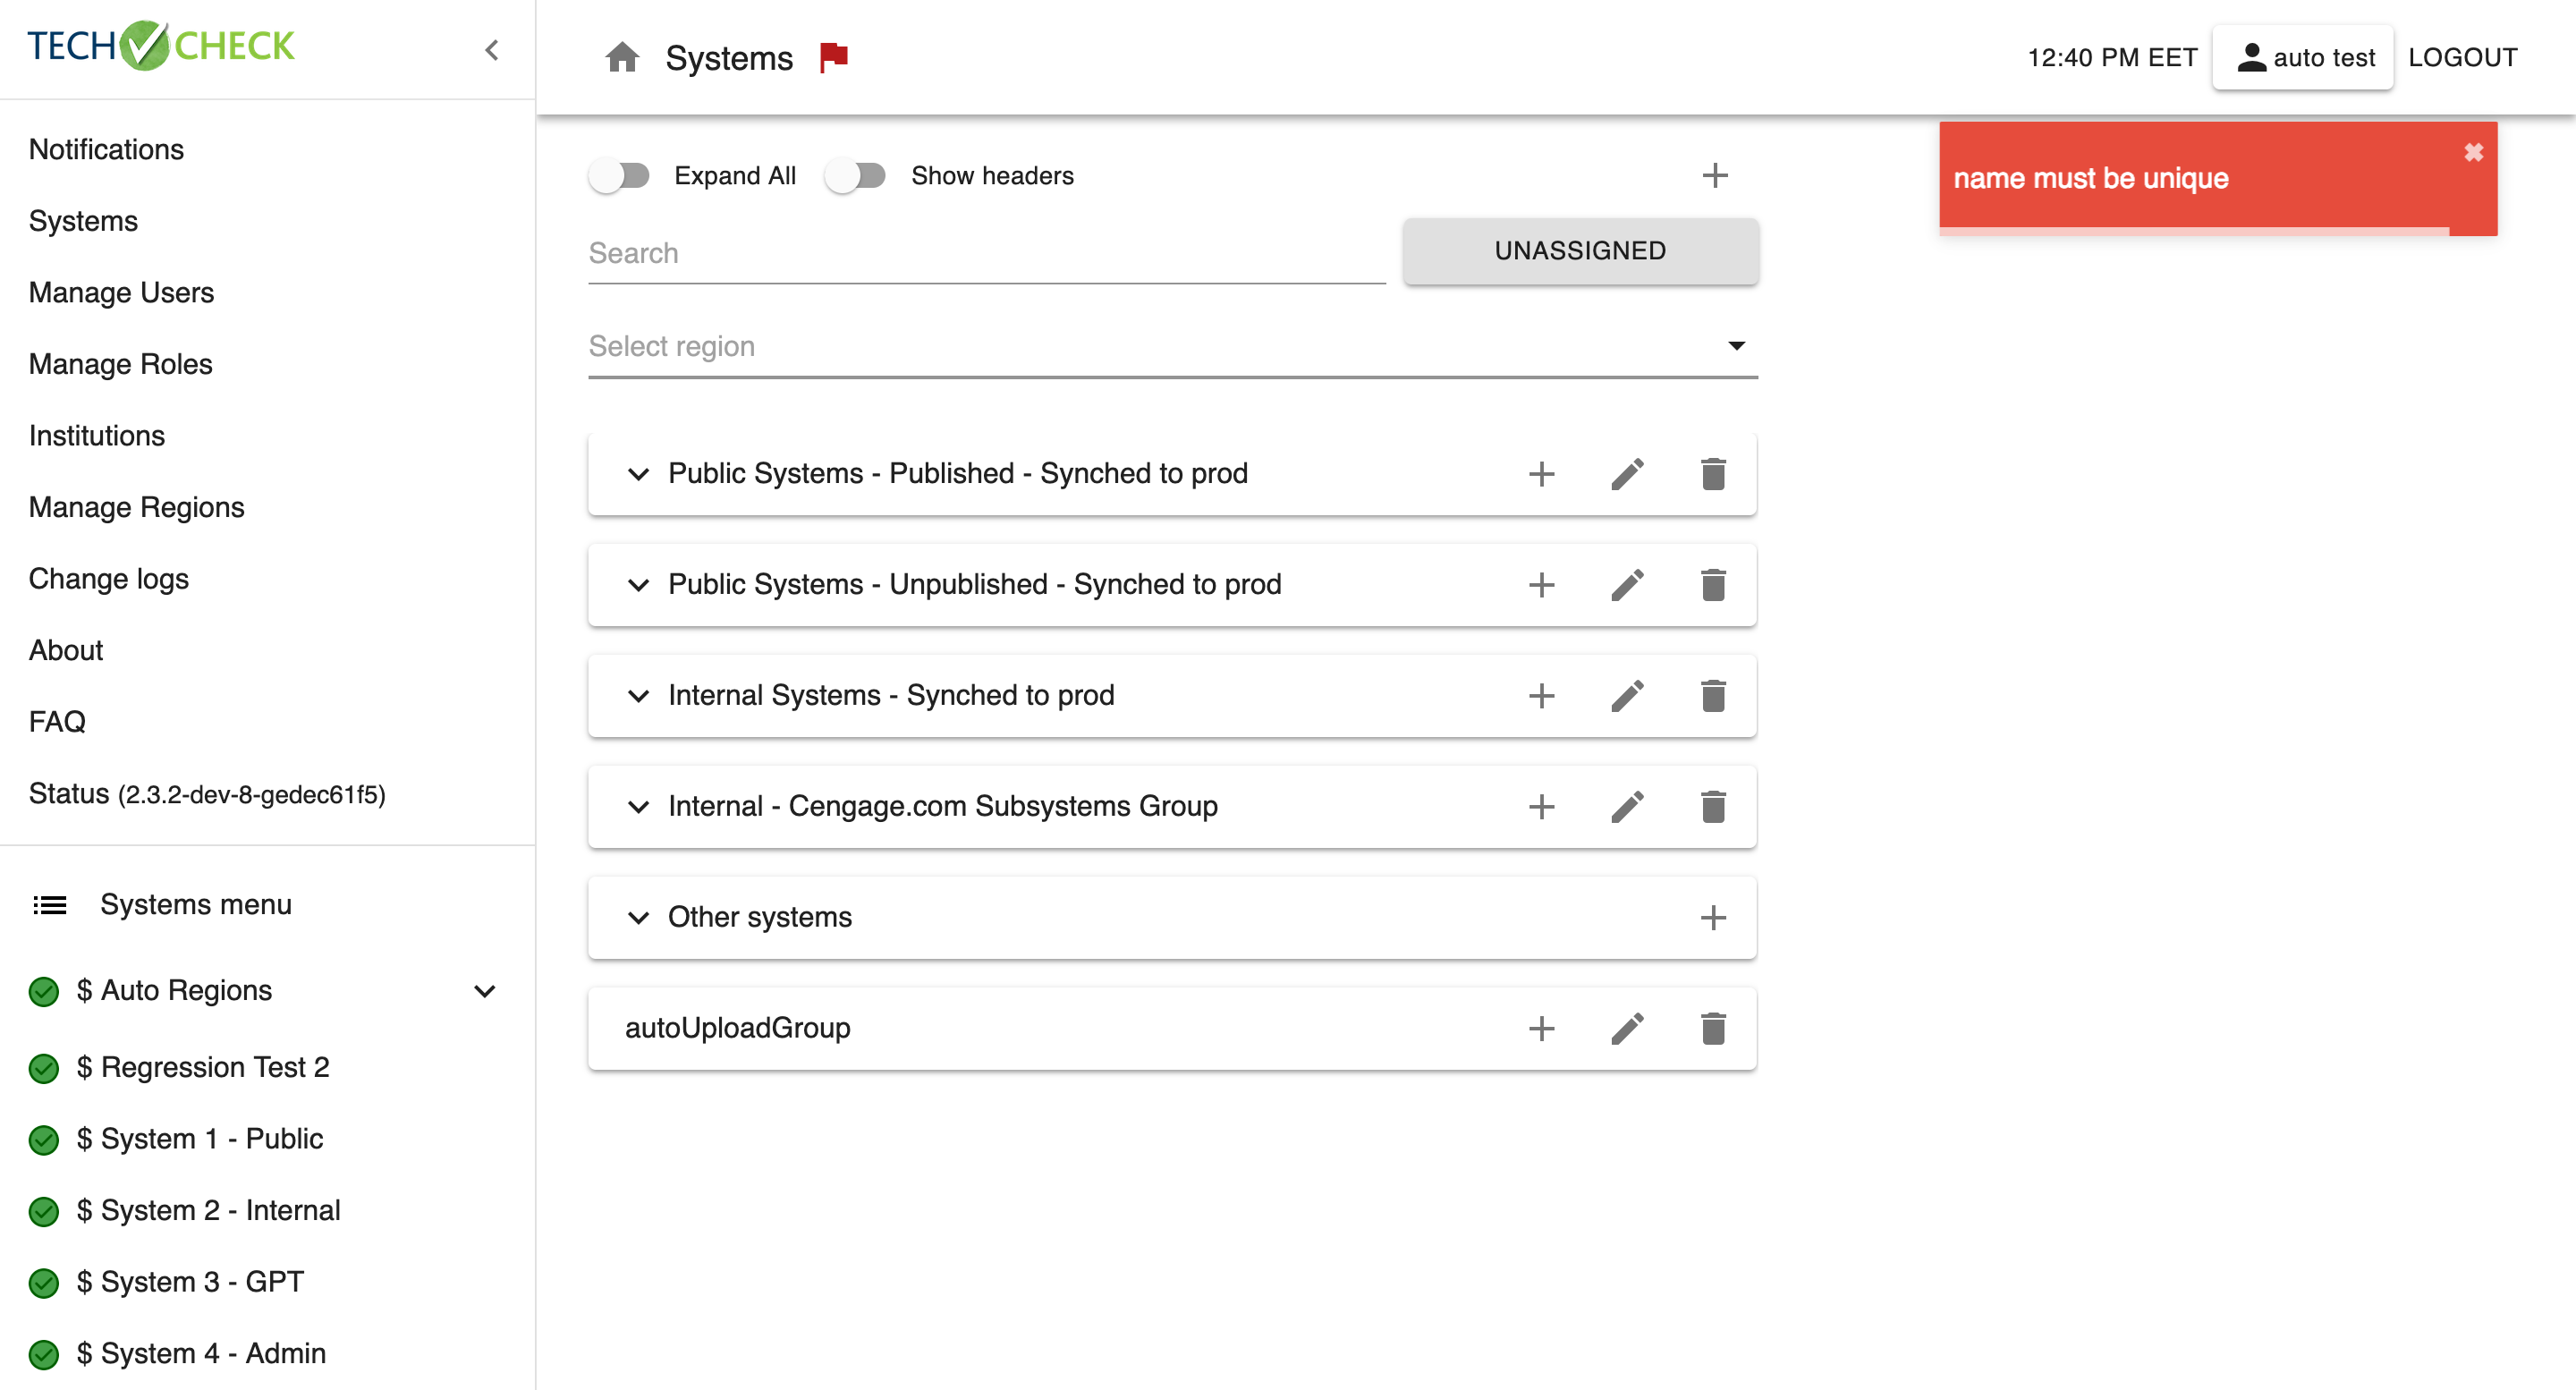 TECH CHECK
Notifications
Systems
Manage Users
Manage Roles
Institutions
Manage Regions
Change logs
About
FAQ
Status (2.3.2-dev-8-gedec61f5)
Systems menu
$ Auto Regions
$ Regression Test 2
$ System 1 - Public
$ System 2 - Internal
$ System 3 - GPT
$ System 4 - Admin
Systems
12:40 PM EET
auto test
LOGOUT
Expand All
Show headers
Search
UNASSIGNED
Select region
Public Systems - Published - Synched to prod
Public Systems - Unpublished - Synched to prod
Internal Systems - Synched to prod
Internal - Cengage.com Subsystems Group
Other systems
autoUploadGroup
name must be unique